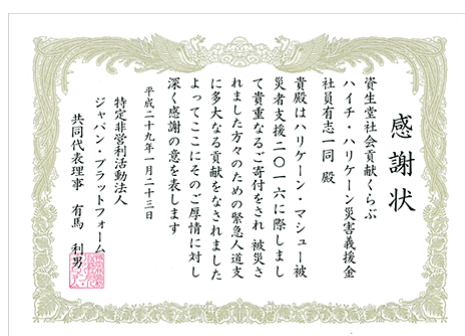 感謝状
資生堂社会貢献くらぶ
ハイチ・ハリケーン災害義援金
社員有志一同 殿
貴殿はハリケーン・マシュー被
災者支援二〇一六に際しまし
て貴重なるご寄付をされ 被災さ
れました方々のための緊急人道支
に多大なる貢献をなされました
よってここにそのご厚情に対し
深く感謝の意を表します
平成二十九年一月二十三日
特定非営利活動法人
ジャパン・プラットフォーム
共同代表理事 有馬 利男